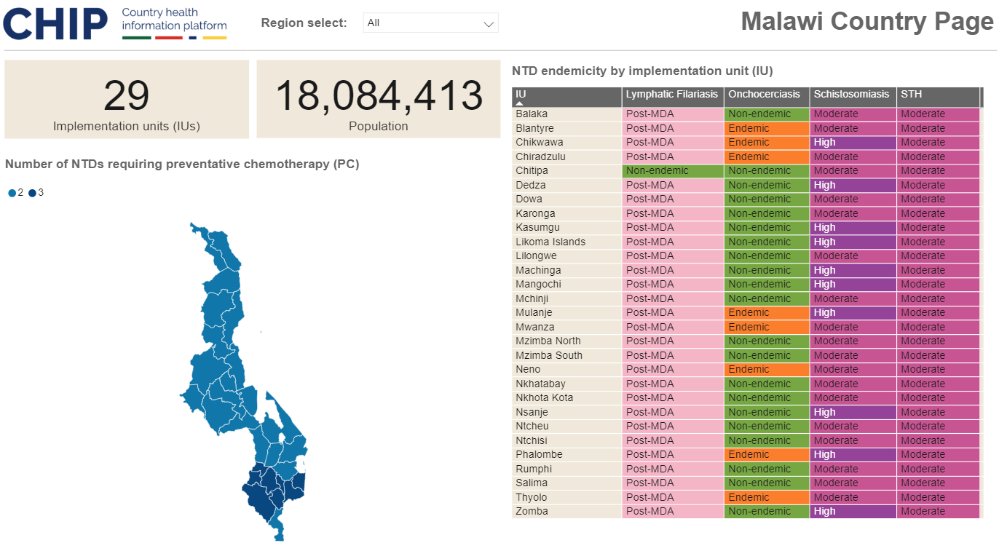 CHIP
Country health
information platform
Region select:
All
Malawi Country Page
29
Implementation units (IUs)
18,084,413
Population
Number of NTDs requiring preventative chemotherapy (PC)
2 3
NTD endemicity by implementation unit (IU)
IU Lymphatic Filariasis Onchocerciasis Schistosomiasis STH
Balaka Post-MDA Non-endemic Moderate Moderate
Blantyre Post-MDA Endemic Moderate Moderate
Chikwawa Post-MDA Endemic High Moderate
Chiradzulu Post-MDA Endemic Moderate Moderate
Chitipa Non-endemic Non-endemic Moderate Moderate
Dedza Post-MDA Non-endemic High Moderate
Dowa Post-MDA Non-endemic Moderate Moderate
Karonga Post-MDA Non-endemic Moderate Moderate
Kasumgu Post-MDA Non-endemic High Moderate
Likoma Islands Post-MDA Non-endemic High Moderate
Lilongwe Post-MDA Non-endemic Moderate Moderate
Machinga Post-MDA Non-endemic High Moderate
Mangochi Post-MDA Non-endemic High Moderate
Mchinji Post-MDA Non-endemic Moderate Moderate
Mulanje Post-MDA Endemic High Moderate
Mwanza Post-MDA Endemic Moderate Moderate
Mzimba North Post-MDA Non-endemic Moderate Moderate
Mzimba South Post-MDA Non-endemic Moderate Moderate
Neno Post-MDA Endemic Moderate Moderate
Nkhatabay Post-MDA Non-endemic Moderate Moderate
Nkhota Kota Post-MDA Non-endemic Moderate Moderate
Nsanje Post-MDA Non-endemic High Moderate
Ntcheu Post-MDA Non-endemic Moderate Moderate
Ntchisi Post-MDA Non-endemic Moderate Moderate
Phalombe Post-MDA Endemic High Moderate
Rumphi Post-MDA Non-endemic Moderate Moderate
Salima Post-MDA Non-endemic Moderate Moderate
Thyolo Post-MDA Endemic Moderate Moderate
Zomba Post-MDA Non-endemic High Moderate